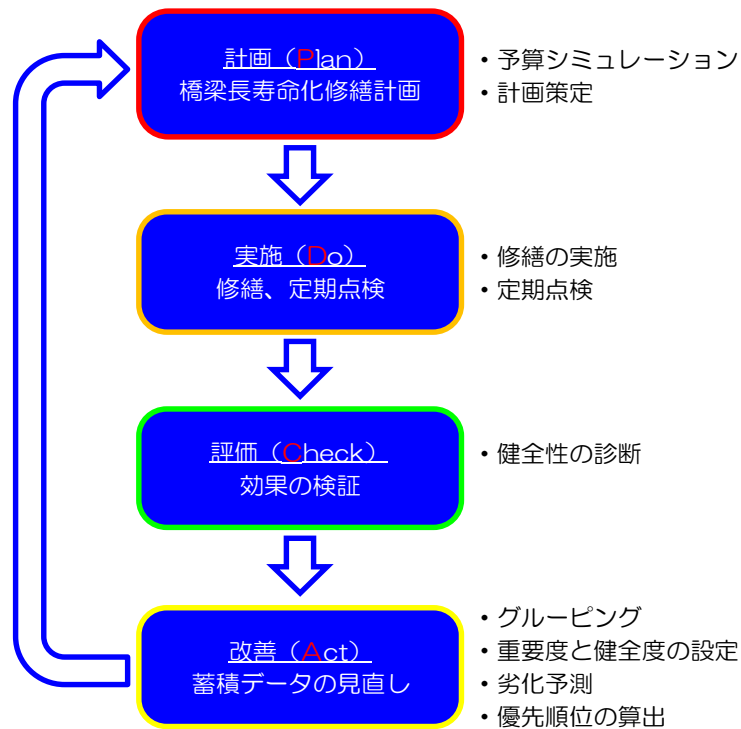 計画（Plan）
橋梁長寿命化修繕計画
・予算シミュレーション
・計画策定
実施（Do）
修繕、定期点検
・修繕の実施
・定期点検
評価（Check）
効果の検証
・健全性の診断
改善（Act）
蓄積データの見直し
・グルーピング
・重要度と健全度の設定
・劣化予測
・優先順位の算出